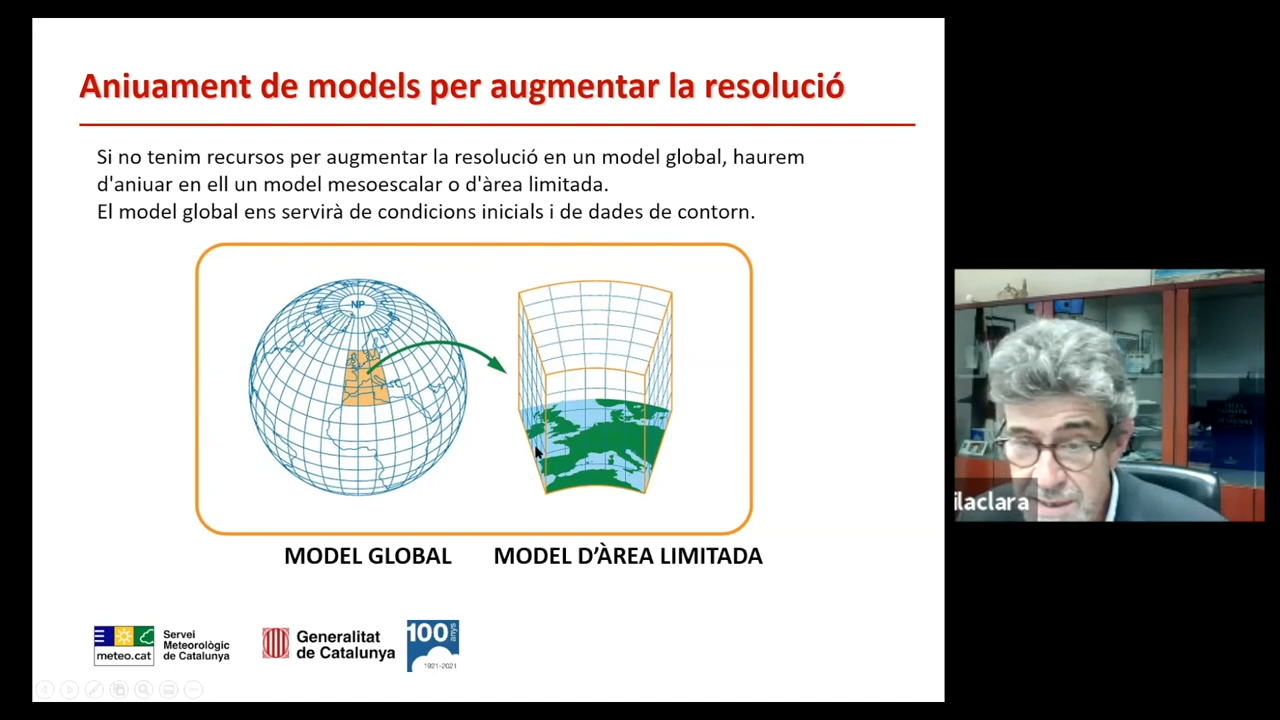 Aniuament de models per augmentar la resolució
Si no tenim recursos per augmentar la resolució en un model global, haurem
d'aniuar en ell un model mesoescalar o d'àrea limitada.
El model global ens servirà de condicions inicials i de dades de contorn.
NP
MODEL GLOBAL
MODEL D’ÀREA LIMITADA
meteo.cat
Servei
Meteorològic
de Catalunya
Generalitat
de Catalunya
100 anys
1921-2021
ilaclara